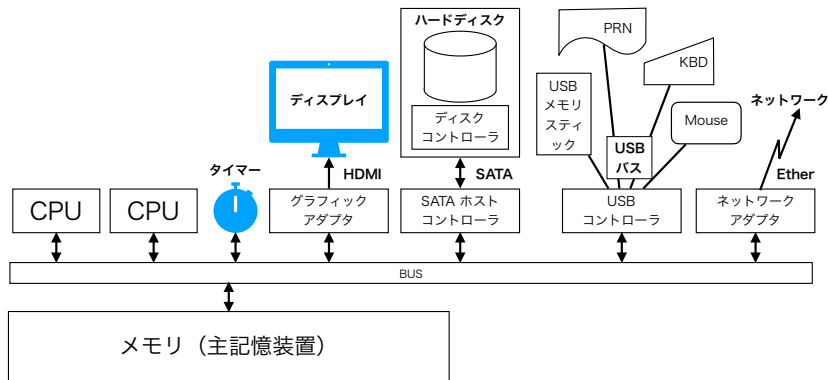 ハードディスク
PRN
KBD
ディスプレイ
ディスク
コントローラ
USB
メモリ
スティ
ック
USB
バス
Mouse
ネットワーク
タイマー
HDMI
SATA
Ether
CPU
CPU
グラフィック
アダプタ
SATA ホスト
コントローラ
USB
コントローラ
ネットワーク
アダプタ
BUS
メモリ（主記憶装置）